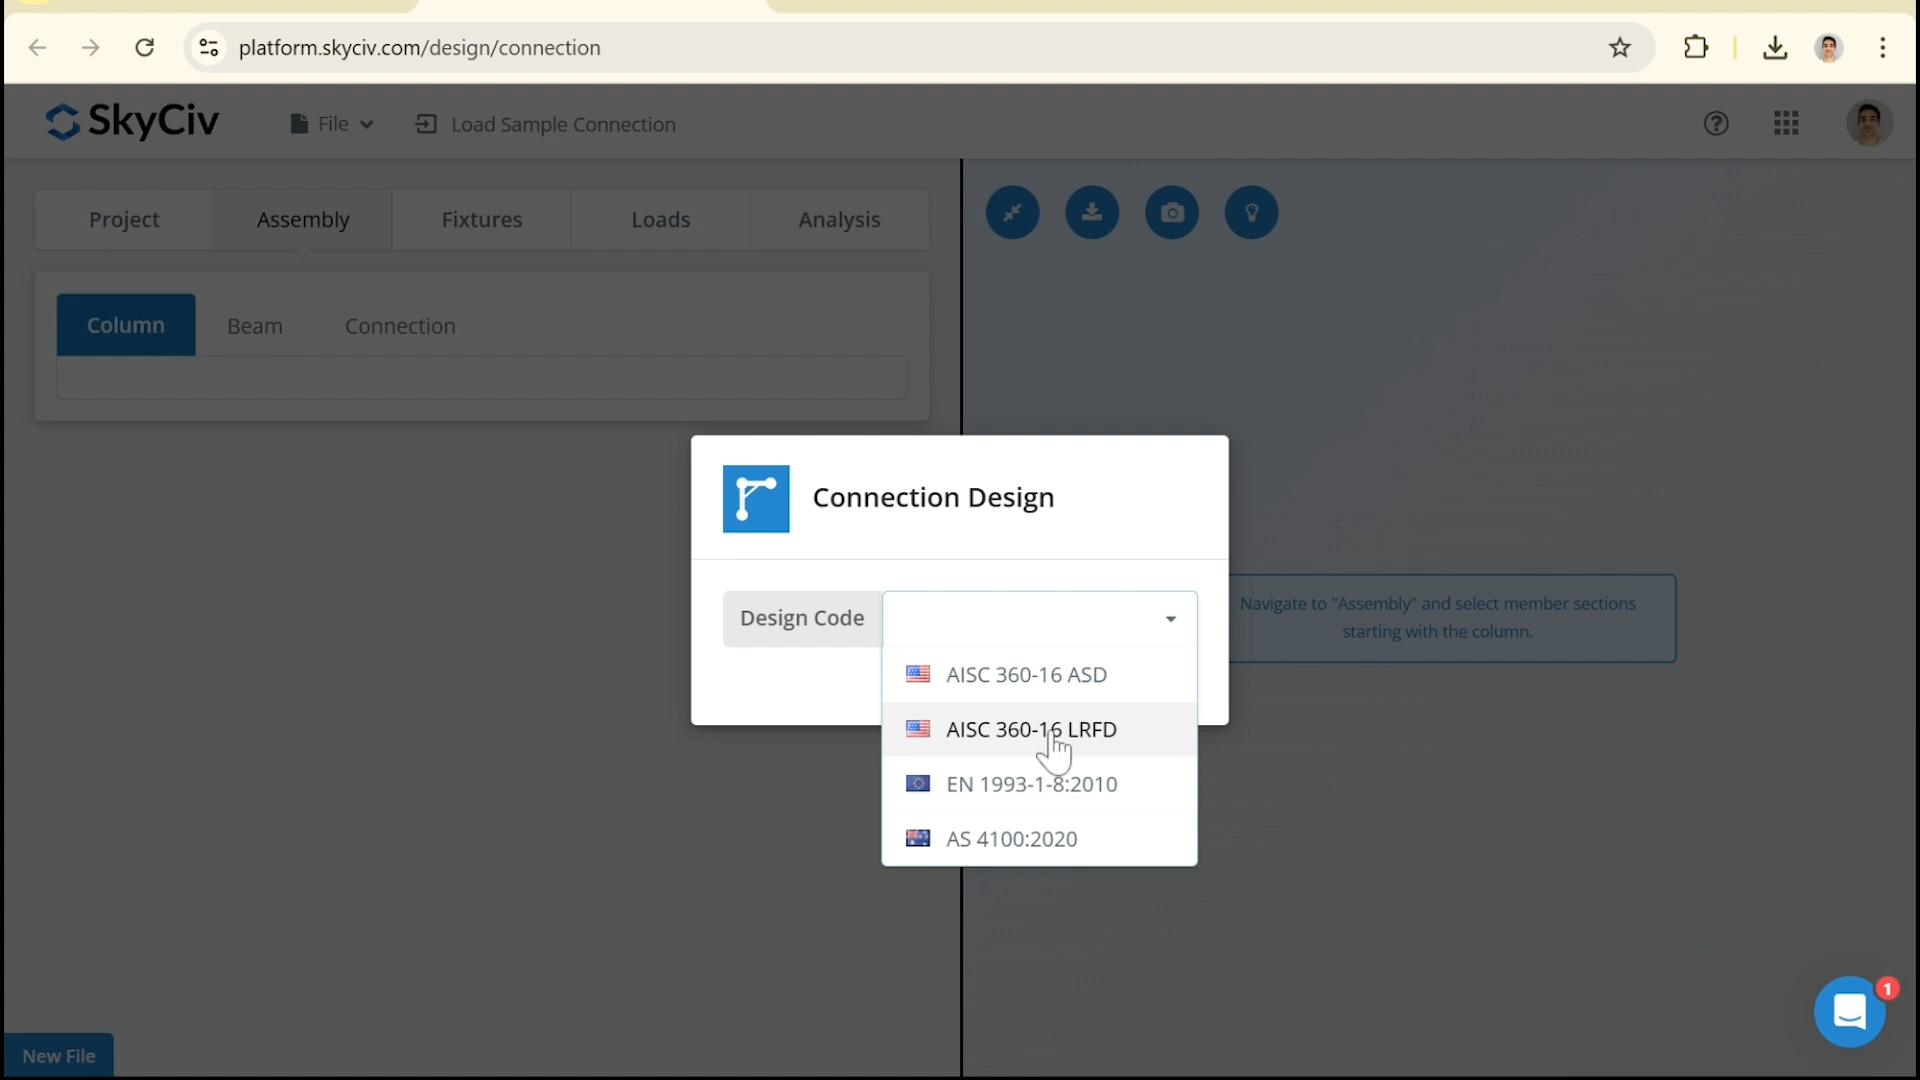 platform.skyciv.com/design/connection
SkyCiv
File
Load Sample Connection
Project
Assembly
Fixtures
Loads
Analysis
Column
Beam
Connection
Connection Design
Design Code
AISC 360-16 ASD
AISC 360-16 LRFD
EN 1993-1-8:2010
AS 4100:2020
Navigate to "Assembly" and select member sections
starting with the column.
1
New File